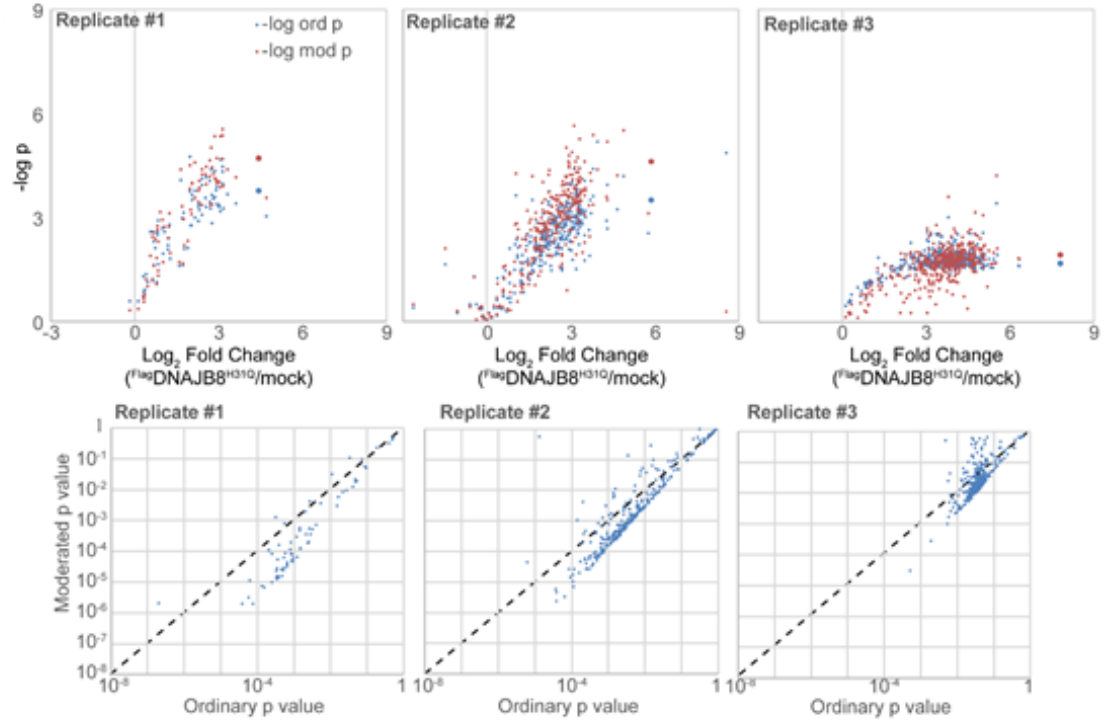 Replicate #1
-log ord p
-log mod p
Replicate #2
Replicate #3
9
6
3
0
-log p
-3 0 3 6 9
0 3 6 9
0 3 6 9
Log₂ Fold Change
(ᶠˡᵃᵍDNAJB8ᴴ³¹Q/mock)
Log₂ Fold Change
(ᶠˡᵃᵍDNAJB8ᴴ³¹Q/mock)
Log₂ Fold Change
(ᶠˡᵃᵍDNAJB8ᴴ³¹Q/mock)
Replicate #1
Replicate #2
Replicate #3
Moderated p value
1
10⁻¹
10⁻²
10⁻³
10⁻⁴
10⁻⁵
10⁻⁶
10⁻⁷
10⁻⁸
10⁻⁸ 10⁻⁴ 1
10⁻⁸ 10⁻⁴ 1
10⁻⁸ 10⁻⁴ 1
Ordinary p value
Ordinary p value
Ordinary p value